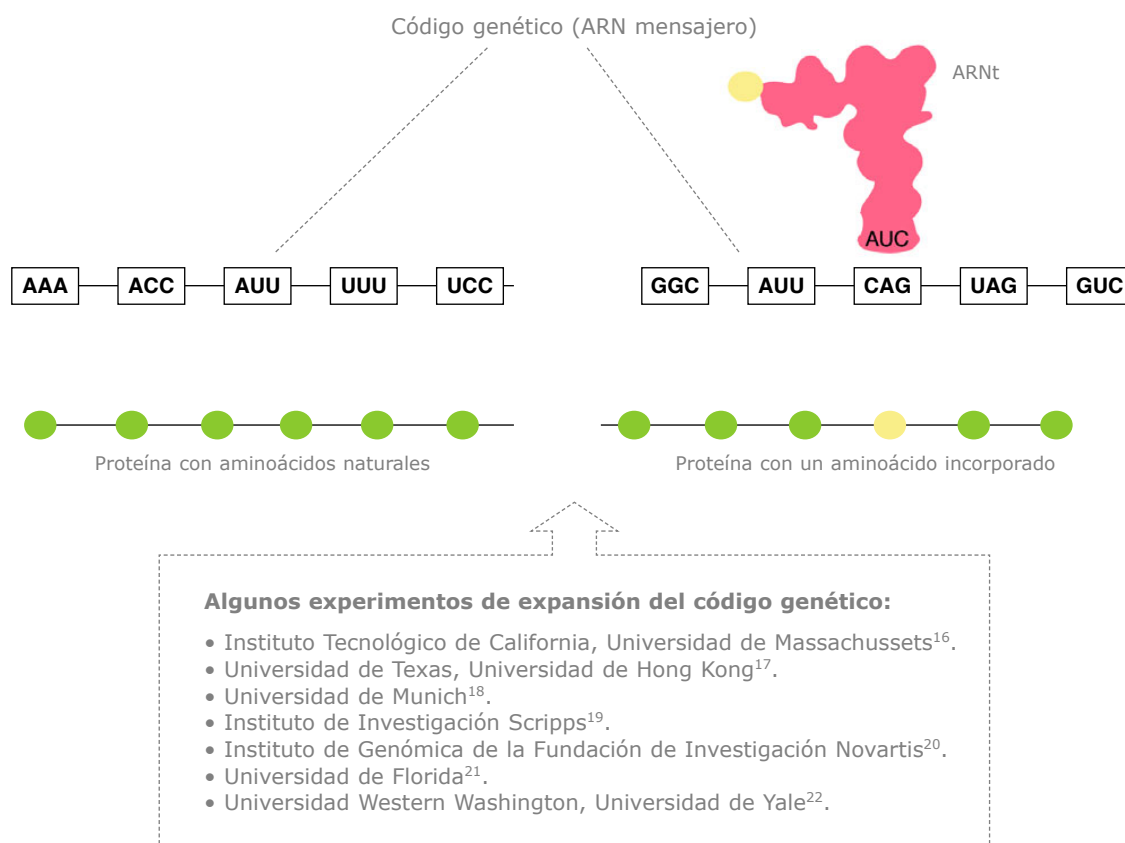 Código genético (ARN mensajero)
ARNt
AUC
AAA ACC AUU UUU UCC GGC AUU CAG UAG GUC
Proteína con aminoácidos naturales Proteína con un aminoácido incorporado
Algunos experimentos de expansión del código genético:
• Instituto Tecnológico de California, Universidad de Massachussets¹⁶.
• Universidad de Texas, Universidad de Hong Kong¹⁷.
• Universidad de Munich¹⁸.
• Instituto de Investigación Scripps¹⁹.
• Instituto de Genómica de la Fundación de Investigación Novartis²⁰.
• Universidad de Florida²¹.
• Universidad Western Washington, Universidad de Yale²².